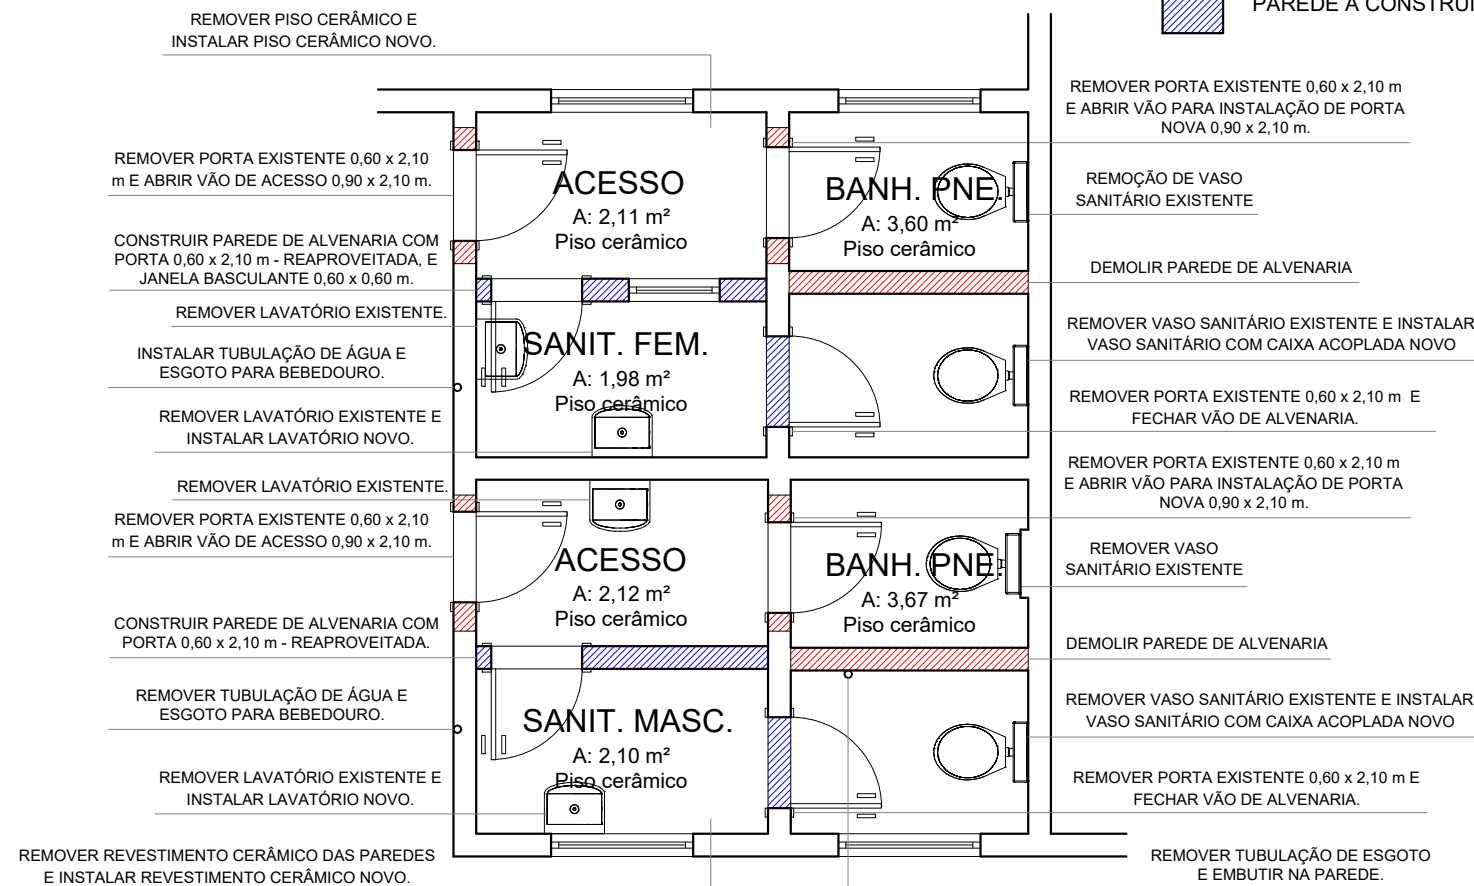 REMOVER PISO CERÂMICO E
INSTALAR PISO CERÂMICO NOVO.
PAREDE A CONSTRUI
REMOVER PORTA EXISTENTE 0,60 x 2,10
m E ABRIR VÃO DE ACESSO 0,90 x 2,10 m.
CONSTRUIR PAREDE DE ALVENARIA COM
PORTA 0,60 x 2,10 m - REAPROVEITADA, E
JANELA BASCULANTE 0,60 x 0,60 m.
REMOVER LAVATÓRIO EXISTENTE.
INSTALAR TUBULAÇÃO DE ÁGUA E
ESGOTO PARA BEBEDOURO.
REMOVER LAVATÓRIO EXISTENTE E
INSTALAR LAVATÓRIO NOVO.
REMOVER LAVATÓRIO EXISTENTE.
REMOVER PORTA EXISTENTE 0,60 x 2,10
m E ABRIR VÃO DE ACESSO 0,90 x 2,10 m.
CONSTRUIR PAREDE DE ALVENARIA COM
PORTA 0,60 x 2,10 m - REAPROVEITADA.
REMOVER TUBULAÇÃO DE ÁGUA E
ESGOTO PARA BEBEDOURO.
REMOVER LAVATÓRIO EXISTENTE E
INSTALAR LAVATÓRIO NOVO.
REMOVER REVESTIMENTO CERÂMICO DAS PAREDES
E INSTALAR REVESTIMENTO CERÂMICO NOVO.
ACESSO
A: 2,11 m²
Piso cerâmico
BANH. PNE.
A: 3,60 m²
Piso cerâmico
SANIT. FEM.
A: 1,98 m²
Piso cerâmico
ACESSO
A: 2,12 m²
Piso cerâmico
BANH. PNE.
A: 3,67 m²
Piso cerâmico
SANIT. MASC.
A: 2,10 m²
Piso cerâmico
REMOVER PORTA EXISTENTE 0,60 x 2,10 m
E ABRIR VÃO PARA INSTALAÇÃO DE PORTA
NOVA 0,90 x 2,10 m.
REMOÇÃO DE VASO
SANITÁRIO EXISTENTE
DEMOLIR PAREDE DE ALVENARIA
REMOVER VASO SANITÁRIO EXISTENTE E INSTALAR
VASO SANITÁRIO COM CAIXA ACOPLADA NOVO
REMOVER PORTA EXISTENTE 0,60 x 2,10 m E
FECHAR VÃO DE ALVENARIA.
REMOVER PORTA EXISTENTE 0,60 x 2,10 m
E ABRIR VÃO PARA INSTALAÇÃO DE PORTA
NOVA 0,90 x 2,10 m.
REMOVER VASO
SANITÁRIO EXISTENTE
DEMOLIR PAREDE DE ALVENARIA
REMOVER VASO SANITÁRIO EXISTENTE E INSTALAR
VASO SANITÁRIO COM CAIXA ACOPLADA NOVO
REMOVER PORTA EXISTENTE 0,60 x 2,10 m E
FECHAR VÃO DE ALVENARIA.
REMOVER TUBULAÇÃO DE ESGOTO
E EMBUTIR NA PAREDE.